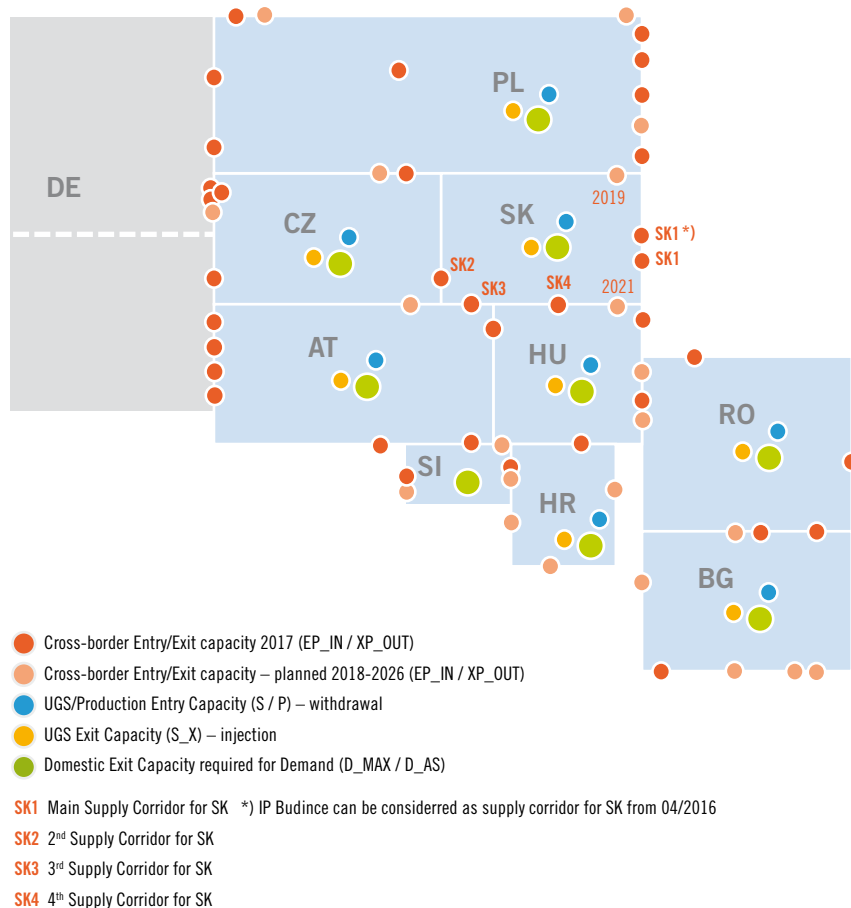 PL
DE
2019
CZ
SK
SK1 *)
SK1
SK2
SK3
SK4
2021
AT
HU
RO
SI
HR
BG
Cross-border Entry/Exit capacity 2017 (EP_IN / XP_OUT)
Cross-border Entry/Exit capacity – planned 2018-2026 (EP_IN / XP_OUT)
UGS/Production Entry Capacity (S / P) – withdrawal
UGS Exit Capacity (S_X) – injection
Domestic Exit Capacity required for Demand (D_MAX / D_AS)
SK1 Main Supply Corridor for SK *) IP Budince can be considerred as supply corridor for SK from 04/2016
SK2 2nd Supply Corridor for SK
SK3 3rd Supply Corridor for SK
SK4 4th Supply Corridor for SK